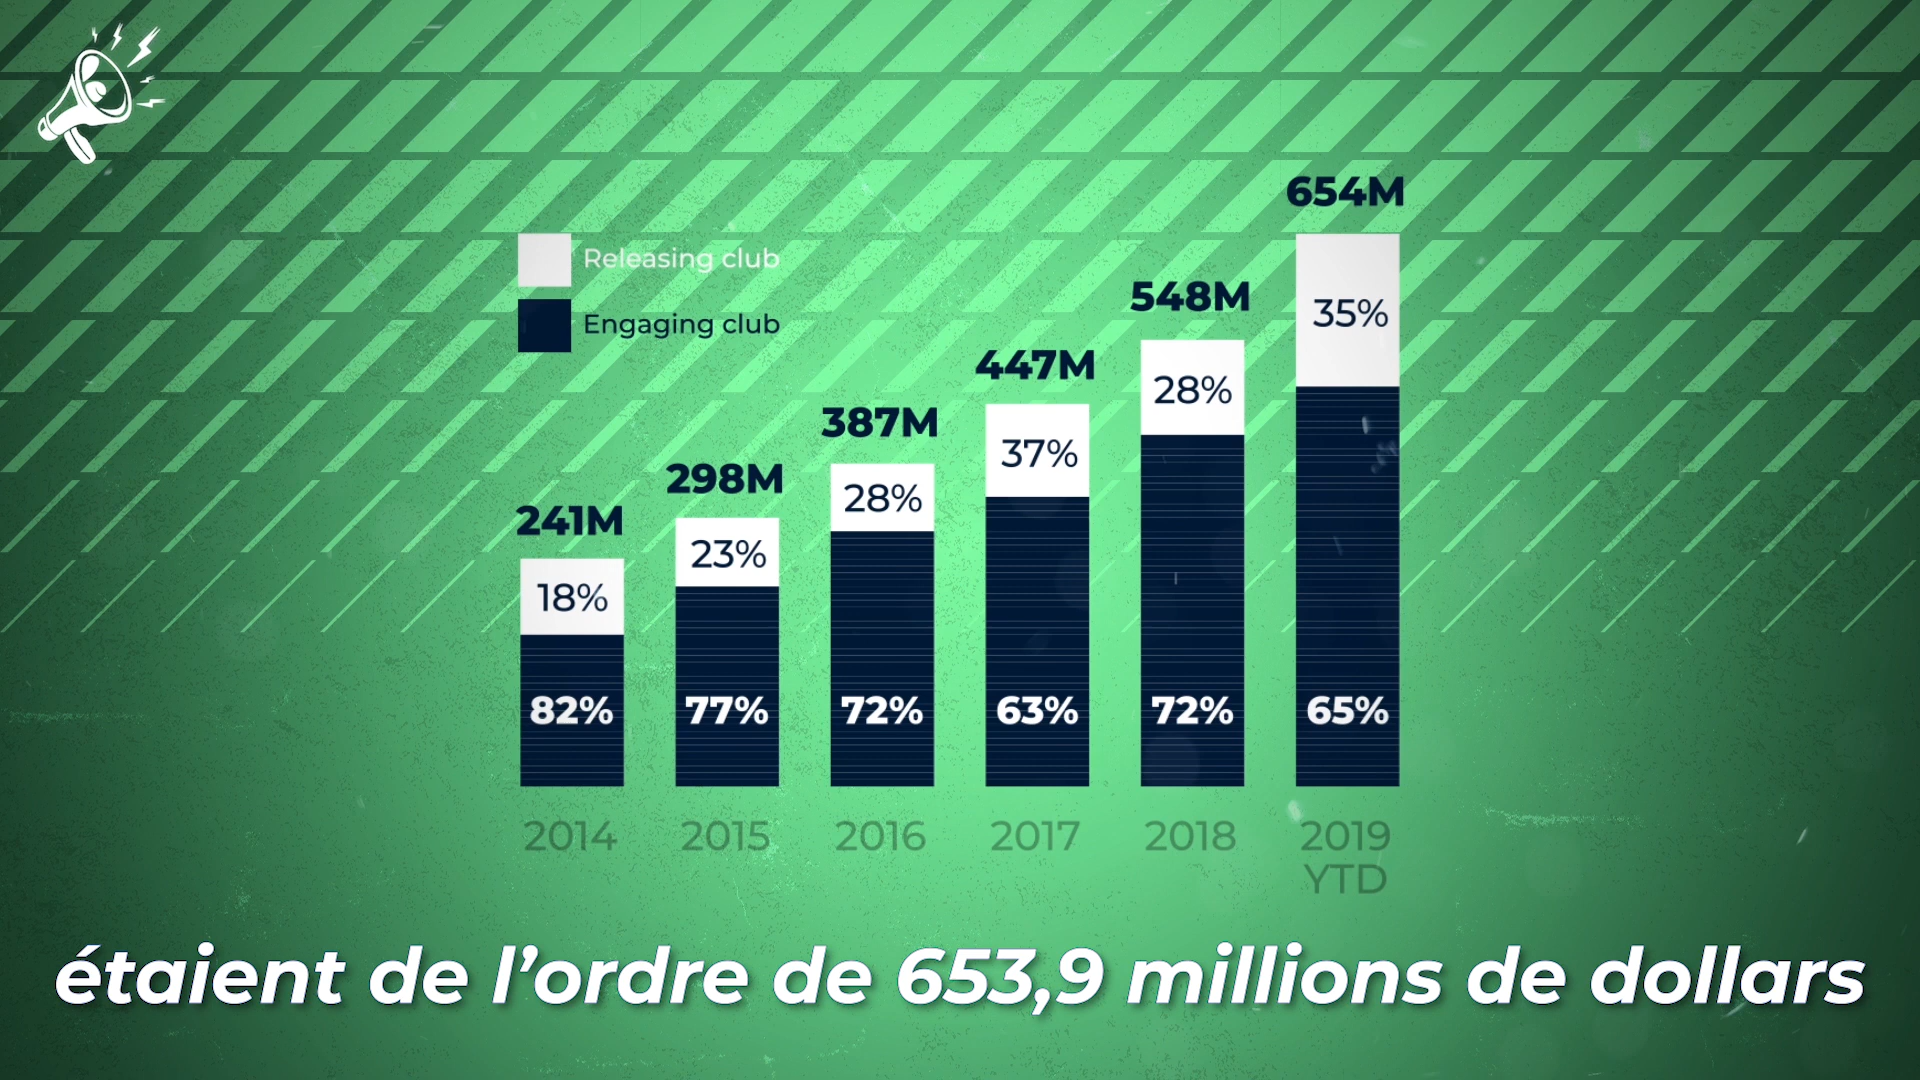 654M
Releasing club
Engaging club
548M
35%
447M
28%
387M
37%
298M
28%
241M
23%
18%
82% 77% 72% 63% 72% 65%
2014 2015 2016 2017 2018 2019
YTD
étaient de l’ordre de 653,9 millions de dollars